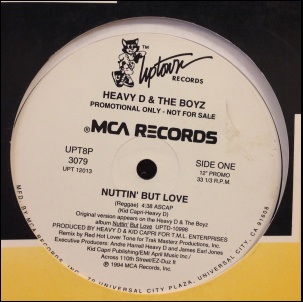 TM
Uptown
RECORDS
HEAVY D & THE BOYZ
PROMOTIONAL ONLY - NOT FOR SALE
MCA RECORDS
UPT8P
3079
UPT 12013
SIDE ONE
12" PROMO
33 1/3 R.P.M.
NUTTIN' BUT LOVE
(Reggae) 4:38 ASCAP
(Kid Capri-Heavy D)
Original version appears on the Heavy D & The Boyz
album Nuttin' But Love UPTD-10998
PRODUCED BY HEAVY D & KID CAPRI FOR T.M.L. ENTERPRISES
Remix by Red Hot Lover Tone for Trak Masterz Productions, Inc.
Executive Producers: Andre Harrell Heavy D and James Earl Jones
Kid Capri Publishing/EMI April Music Inc./
Across 110th Street/EZ-Duz It
℗ 1994 MCA Records, Inc.
MFD. BY MCA RECORDS, INC., 70 UNIVERSAL CITY PLAZA, UNIVERSAL CITY, CA 91608